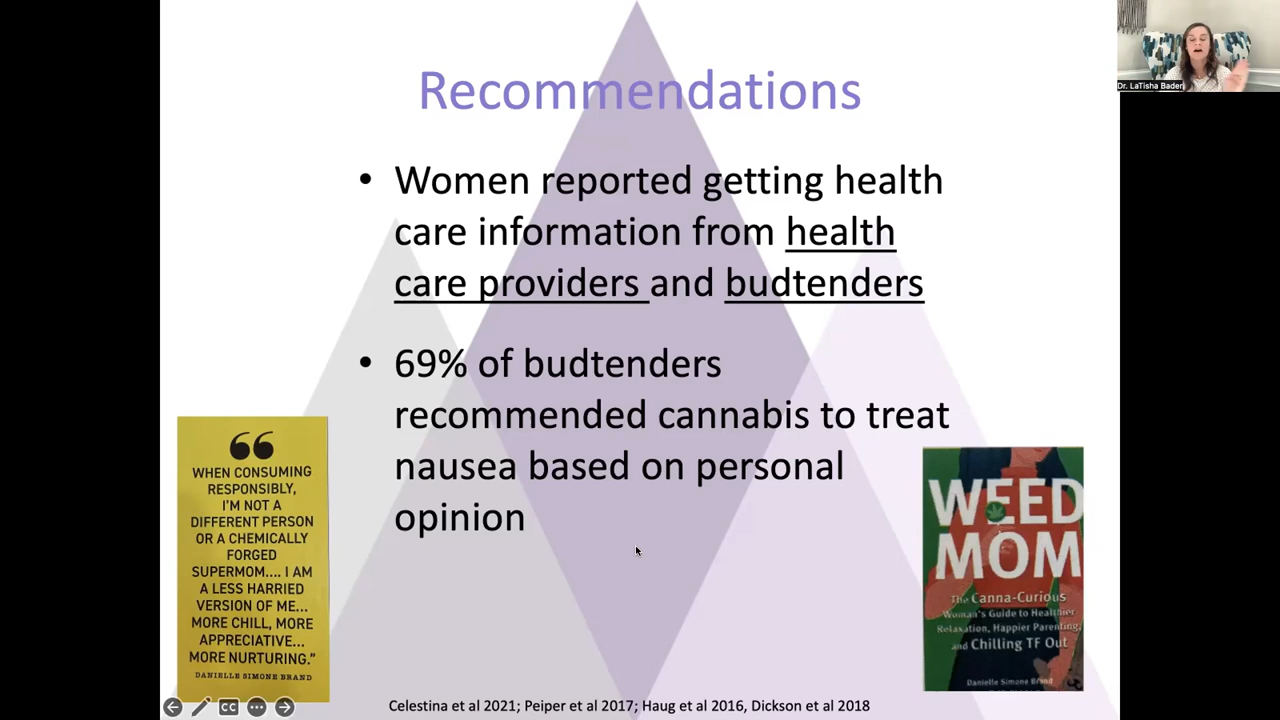 Recommendations
Dr. LaTisha Bader
• Women reported getting health
care information from health
care providers and budtenders
• 69% of budtenders
recommended cannabis to treat
nausea based on personal
opinion
“
WHEN CONSUMING
RESPONSIBLY,
I'M NOT A
DIFFERENT PERSON
OR A CHEMICALLY
FORGED
SUPERMOM.... I AM
A LESS HARRIED
VERSION OF ME...
MORE CHILL, MORE
APPRECIATIVE...
MORE NURTURING.”
DANIELLE SIMONE BRAND
WEED
MOM
The Canna-Curious
Woman's Guide to Healthier
Relaxation, Happier Parenting,
and Chilling TF Out
Danielle Simone Brand
CC
Celestina et al 2021; Peiper et al 2017; Haug et al 2016, Dickson et al 2018